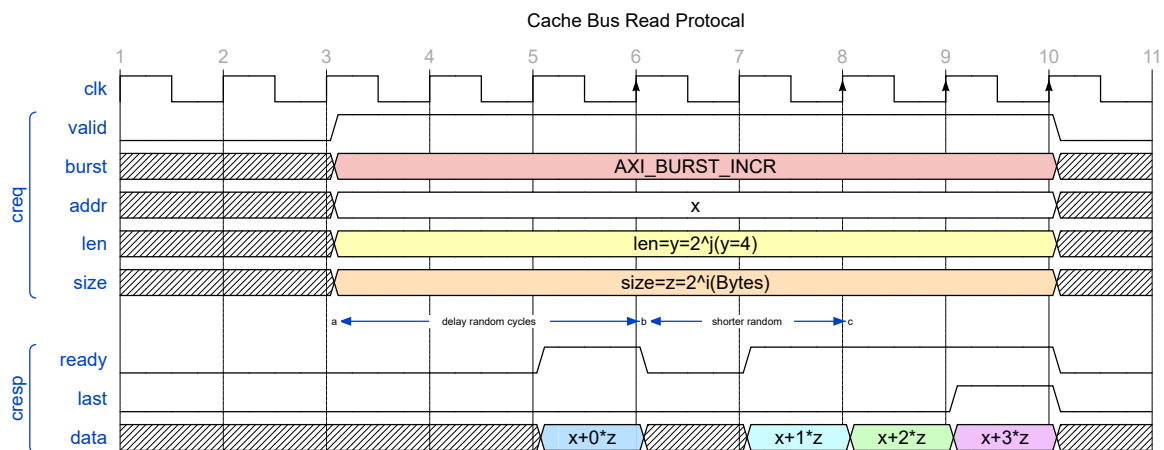 Cache Bus Read Protocal
1 2 3 4 5 6 7 8 9 10 11
clk
creq
valid
burst AXI_BURST_INCR
addr x
len len=y=2^j(y=4)
size size=z=2^i(Bytes)
a delay random cycles b shorter random c
cresp
ready
last
data x+0*z x+1*z x+2*z x+3*z